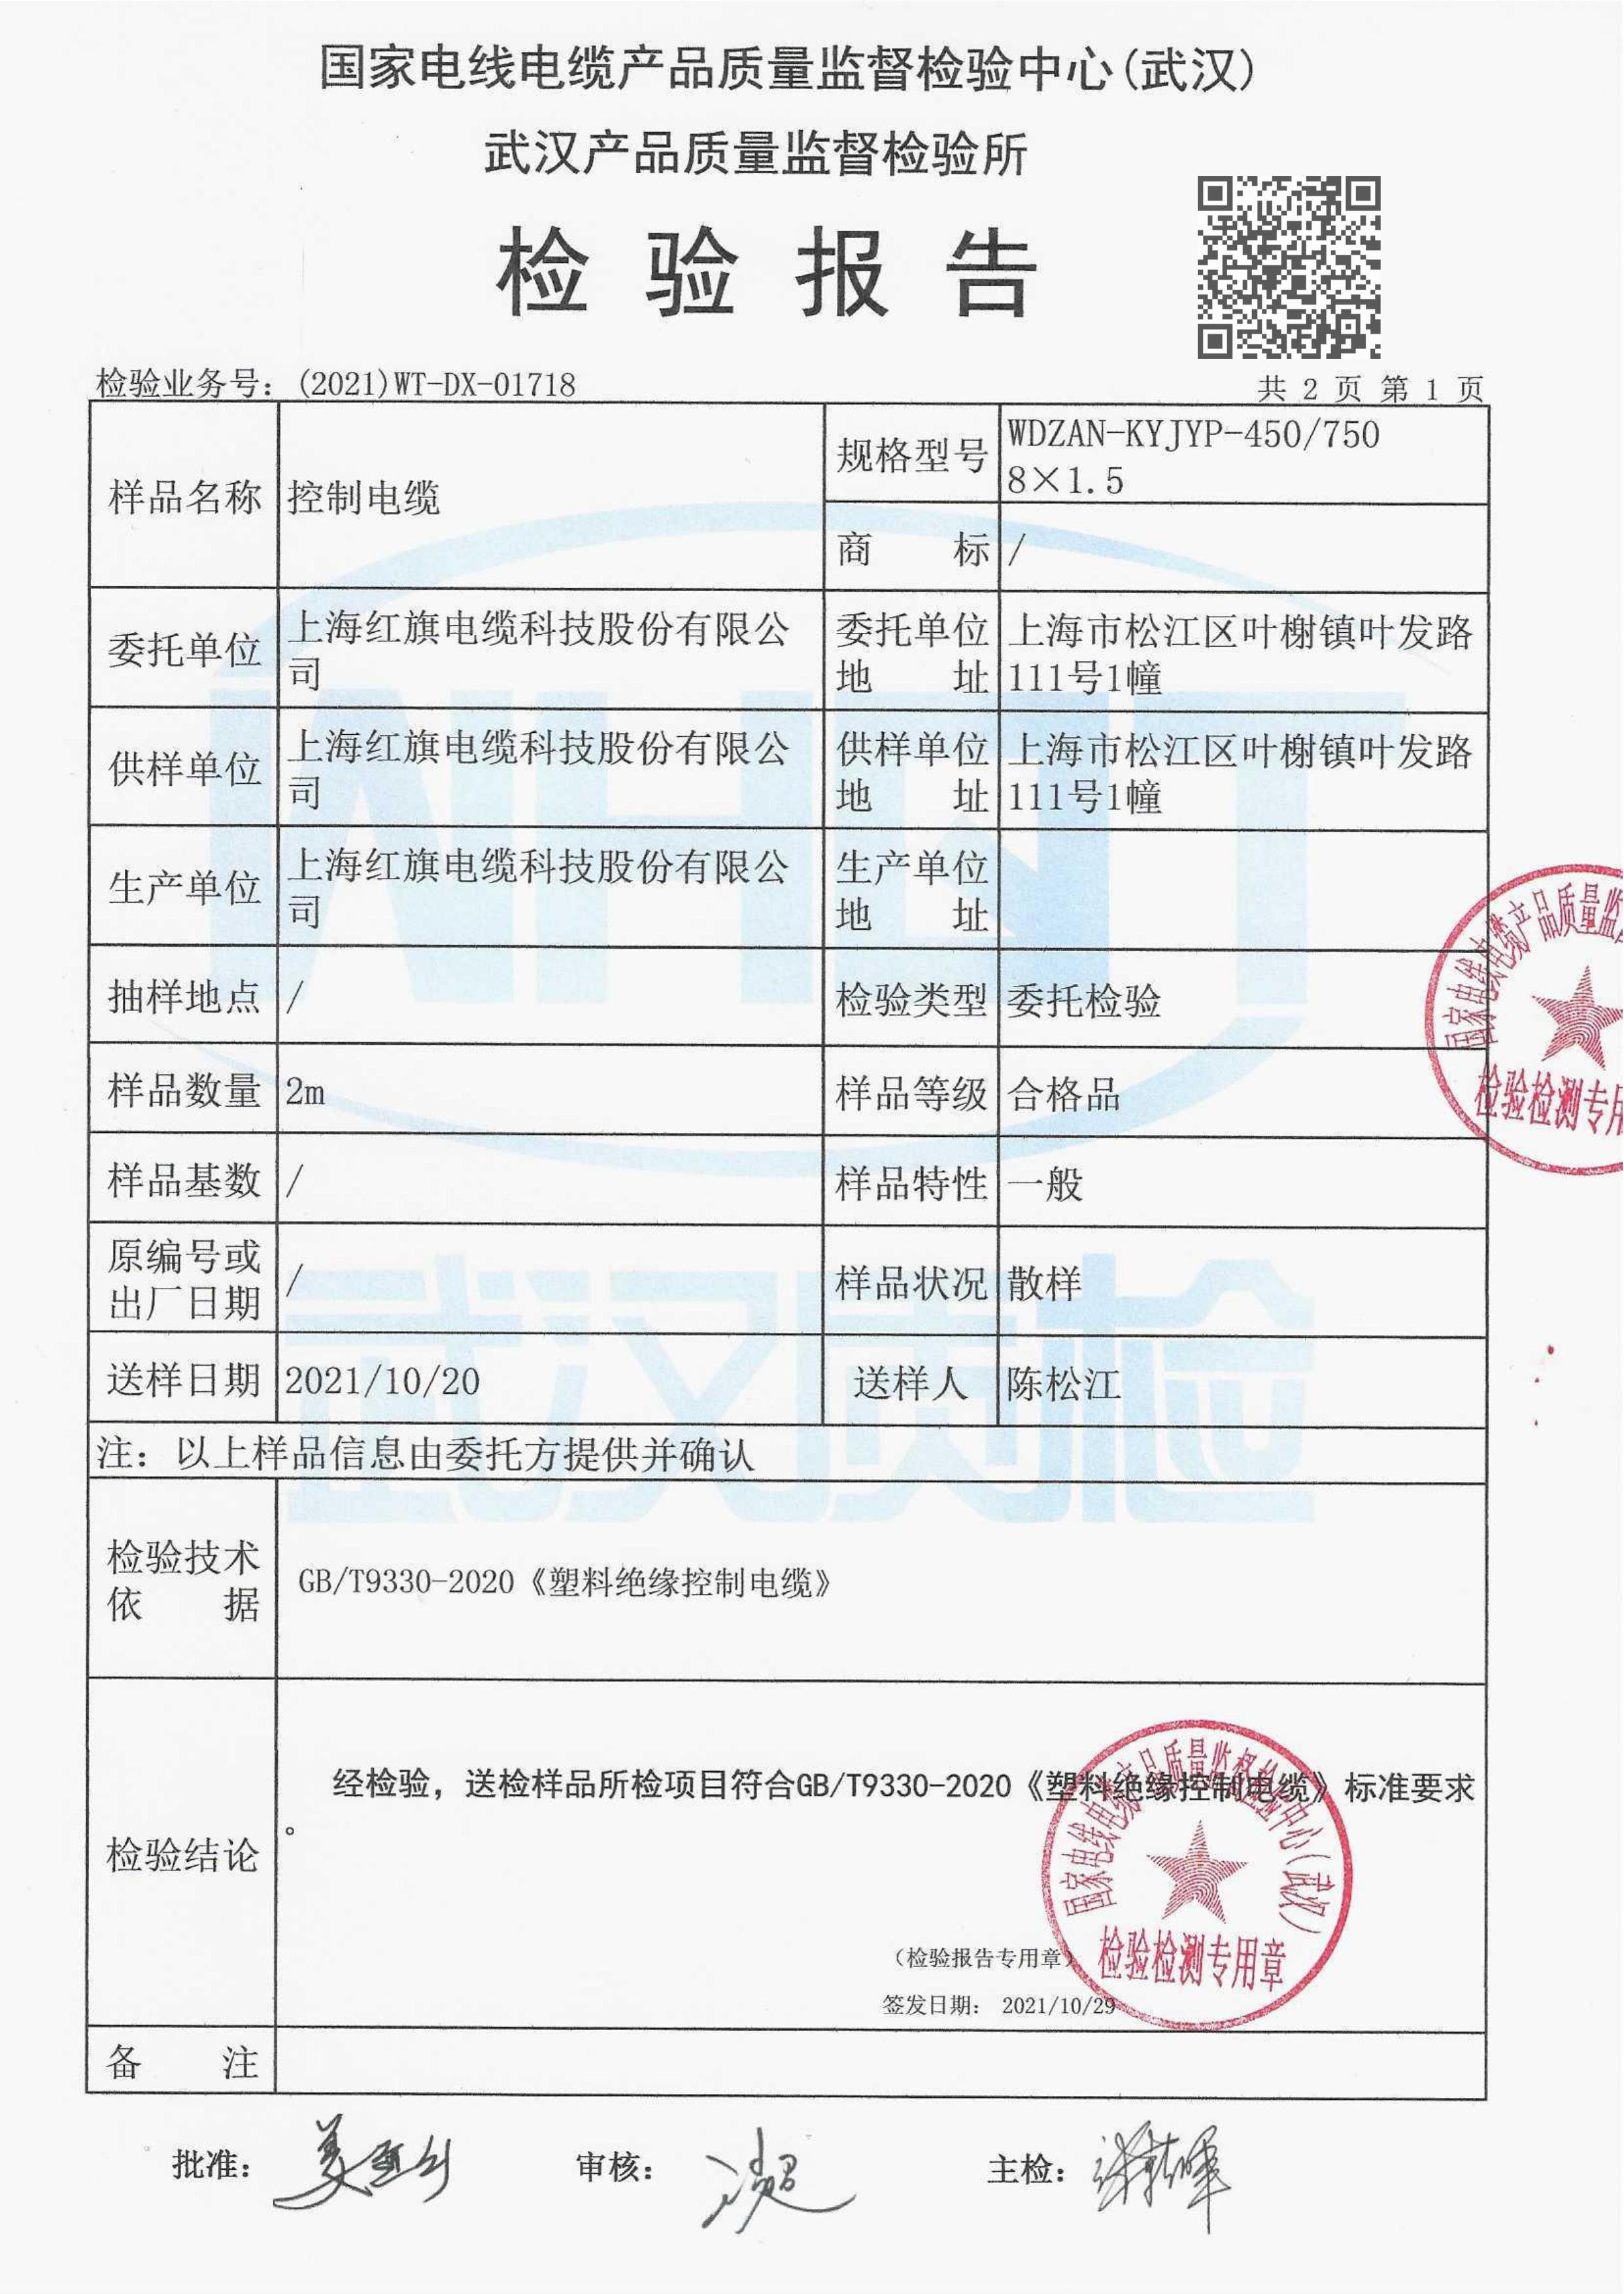 国家电线电缆产品质量监督检验中心(武汉)
武汉产品质量监督检验所
检验报告
检验业务号：(2021)WT-DX-01718
共 2 页 第 1 页
样品名称
控制电缆
规格型号
WDZAN-KYJYP-450/750
8×1.5
商 标
/
委托单位
上海红旗电缆科技股份有限公
司
委托单位
地 址
上海市松江区叶榭镇叶发路
111号1幢
供样单位
上海红旗电缆科技股份有限公
司
供样单位
地 址
上海市松江区叶榭镇叶发路
111号1幢
生产单位
上海红旗电缆科技股份有限公
司
生产单位
地 址
抽样地点
/
检验类型
委托检验
国家电线电缆产品质量监
检验检测专用
样品数量
2m
样品等级
合格品
样品基数
/
样品特性
一般
原编号或
出厂日期
/
样品状况
散样
送样日期
2021/10/20
送样人
陈松江
注：以上样品信息由委托方提供并确认
WHQT
武汉质检
检验技术
依 据
GB/T9330-2020《塑料绝缘控制电缆》
检验结论
经检验，送检样品所检项目符合GB/T9330-2020《塑料绝缘控制电缆》标准要求
。
国家电线电缆产品质量监督检验中心(武汉)
检验检测专用章
（检验报告专用章）
签发日期： 2021/10/29
备 注
批准：
审核：
主检：